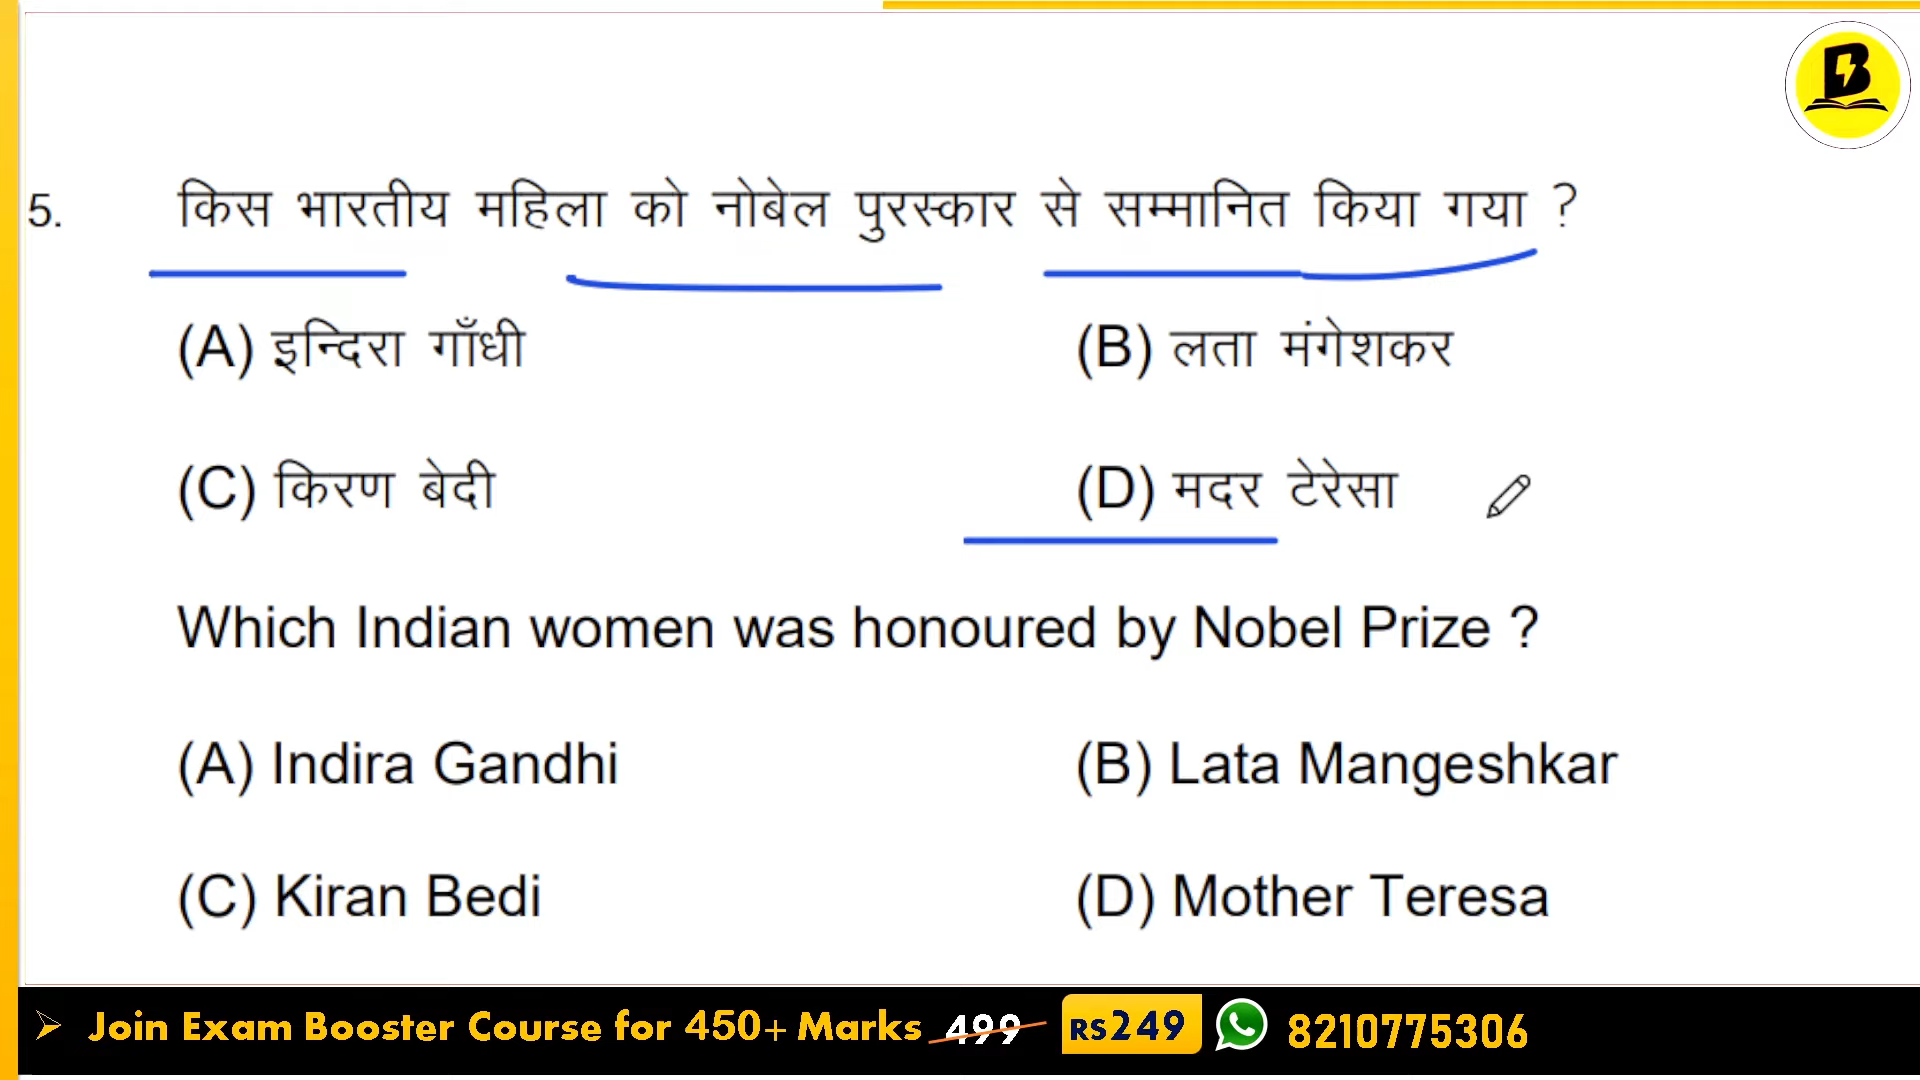 B
5. किस भारतीय महिला को नोबेल पुरस्कार से सम्मानित किया गया ?
(A) इन्दिरा गाँधी (B) लता मंगेशकर
(C) किरण बेदी (D) मदर टेरेसा
Which Indian women was honoured by Nobel Prize ?
(A) Indira Gandhi (B) Lata Mangeshkar
(C) Kiran Bedi (D) Mother Teresa
➢ Join Exam Booster Course for 450+ Marks 499 RS249 8210775306